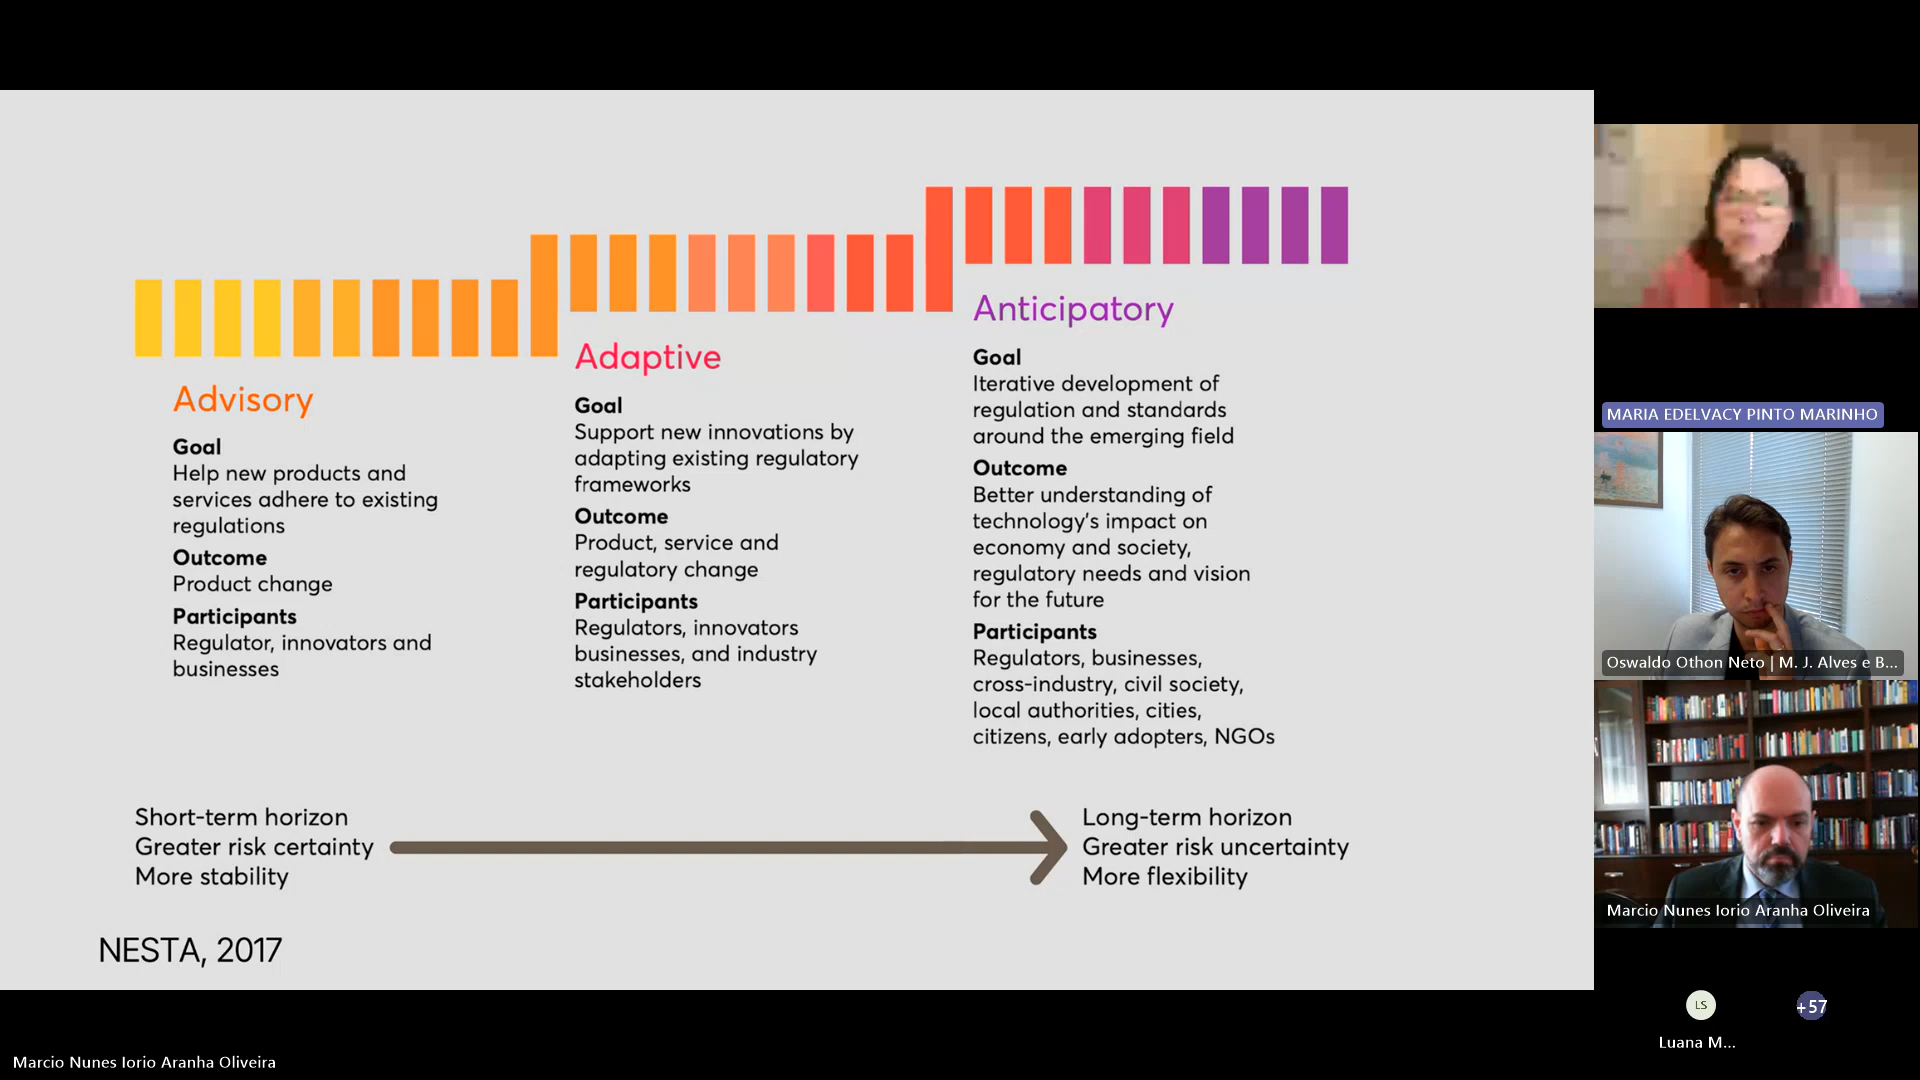 Advisory
Goal
Help new products and
services adhere to existing
regulations
Outcome
Product change
Participants
Regulator, innovators and
businesses
Adaptive
Goal
Support new innovations by
adapting existing regulatory
frameworks
Outcome
Product, service and
regulatory change
Participants
Regulators, innovators
businesses, and industry
stakeholders
Anticipatory
Goal
Iterative development of
regulation and standards
around the emerging field
Outcome
Better understanding of
technology's impact on
economy and society,
regulatory needs and vision
for the future
Participants
Regulators, businesses,
cross-industry, civil society,
local authorities, cities,
citizens, early adopters, NGOs
Short-term horizon
Greater risk certainty
More stability
Long-term horizon
Greater risk uncertainty
More flexibility
NESTA, 2017
MARIA EDELVACY PINTO MARINHO
Oswaldo Othon Neto | M. J. Alves e B...
Marcio Nunes Iorio Aranha Oliveira
LS
+57
Luana M...
Marcio Nunes Iorio Aranha Oliveira